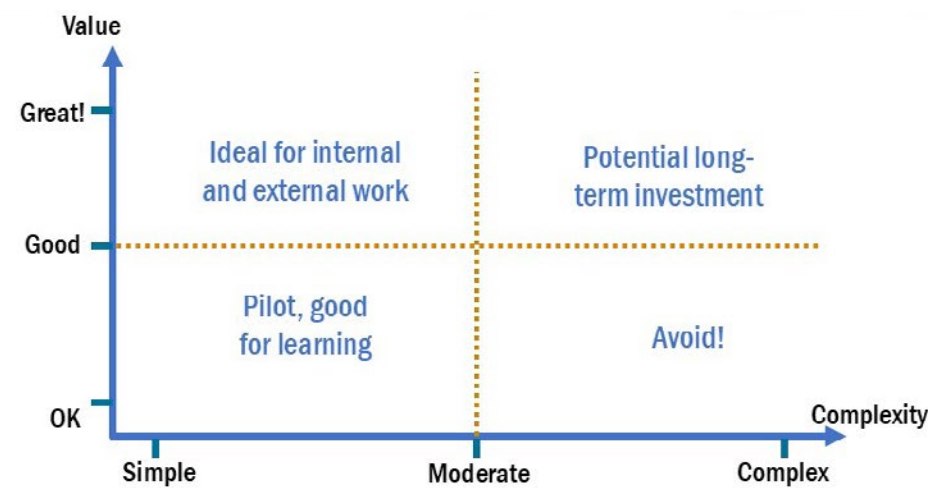 Value
Great!
Ideal for internal
and external work
Potential long-
term investment
Good
Pilot, good
for learning
Avoid!
OK
Complexity
Simple
Moderate
Complex